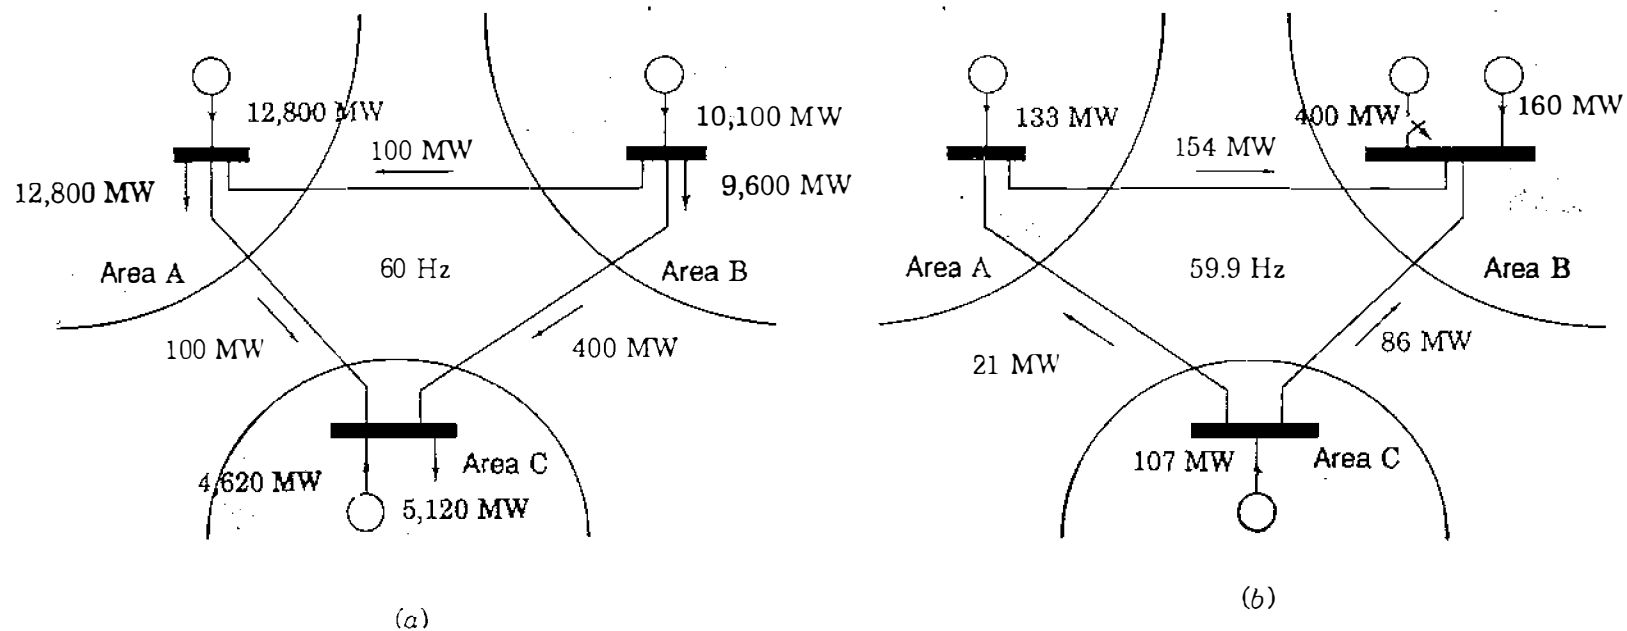 12,800 MW
10,100 MW
100 MW
12,800 MW
9,600 MW
Area A
60 Hz
Area B
100 MW
400 MW
4,620 MW
Area C
5,120 MW
(a)
133 MW
400 MW
160 MW
154 MW
Area A
59.9 Hz
Area B
21 MW
86 MW
107 MW
Area C
(b)